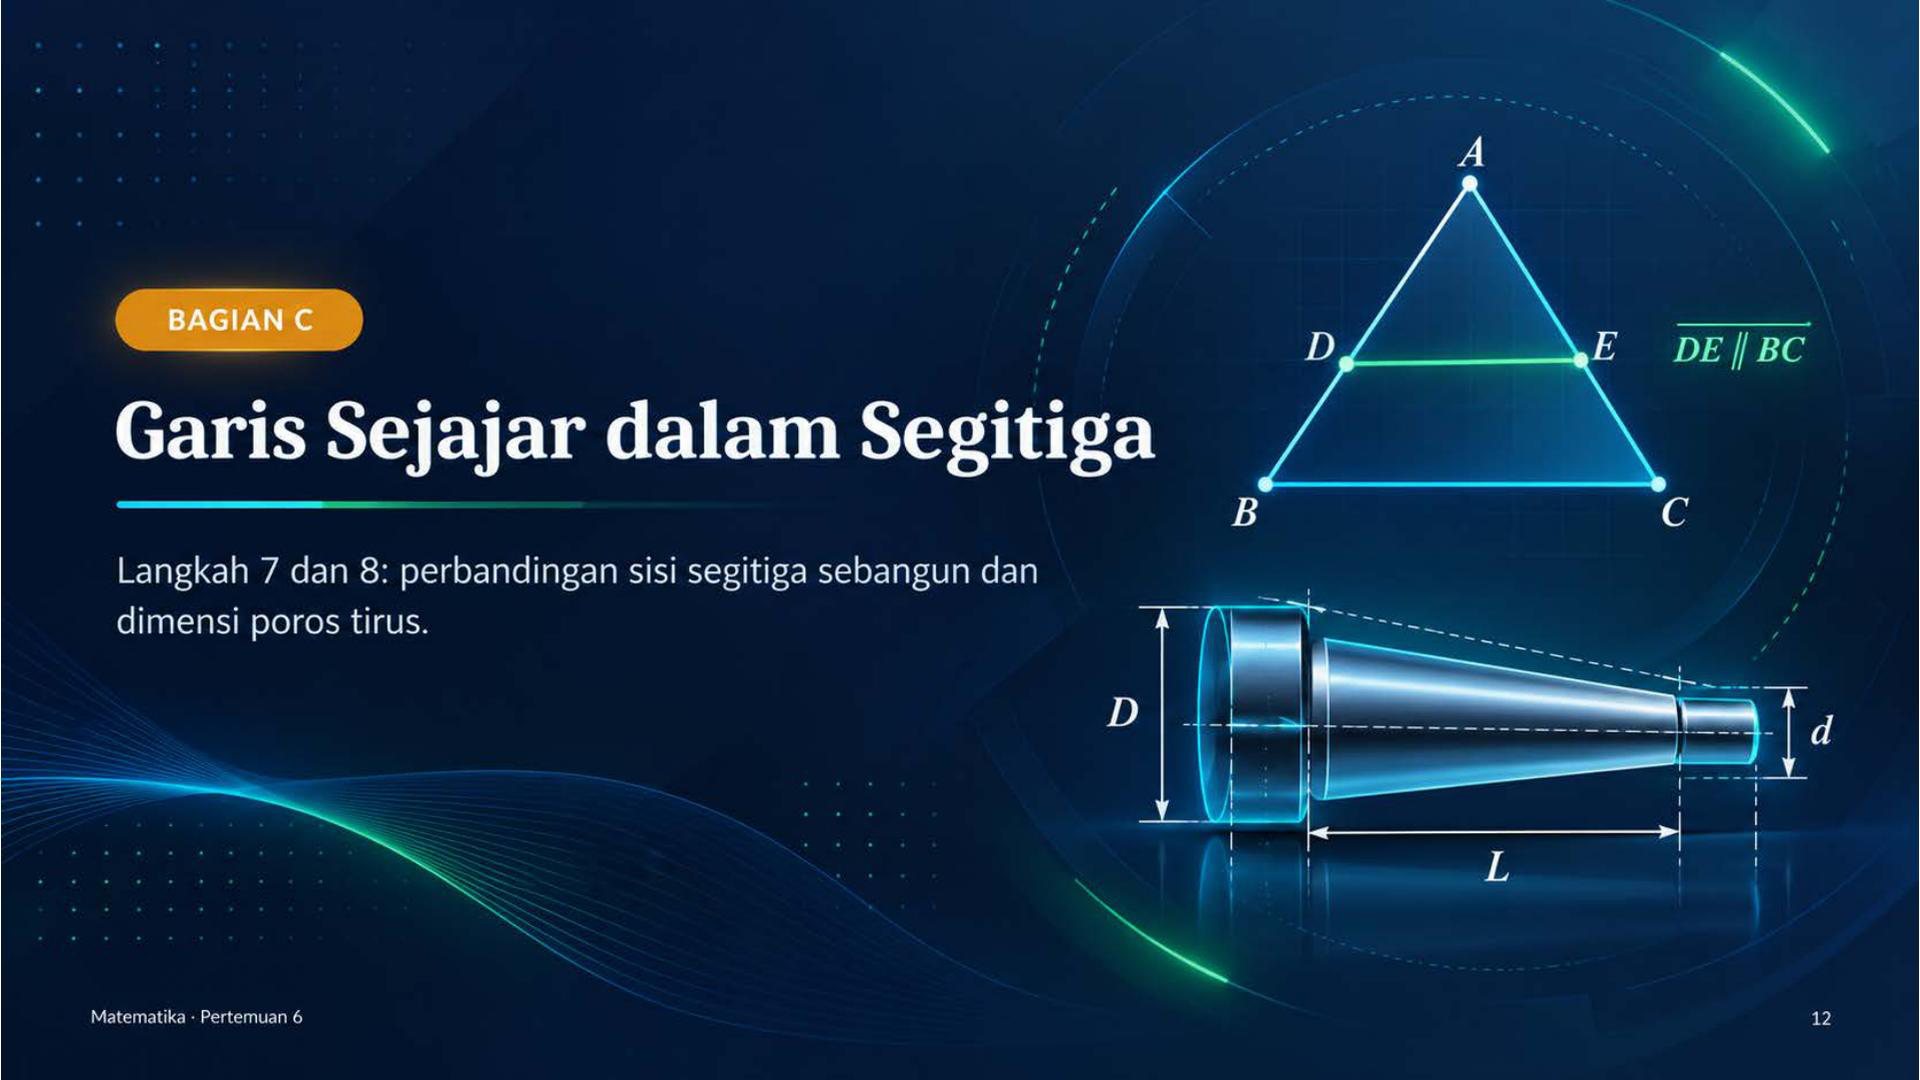 BAGIAN C
Garis Sejajar dalam Segitiga
Langkah 7 dan 8: perbandingan sisi segitiga sebangun dan
dimensi poros tirus.
A
D
E
DE ∥ BC
B
C
D
d
L
Matematika · Pertemuan 6
12